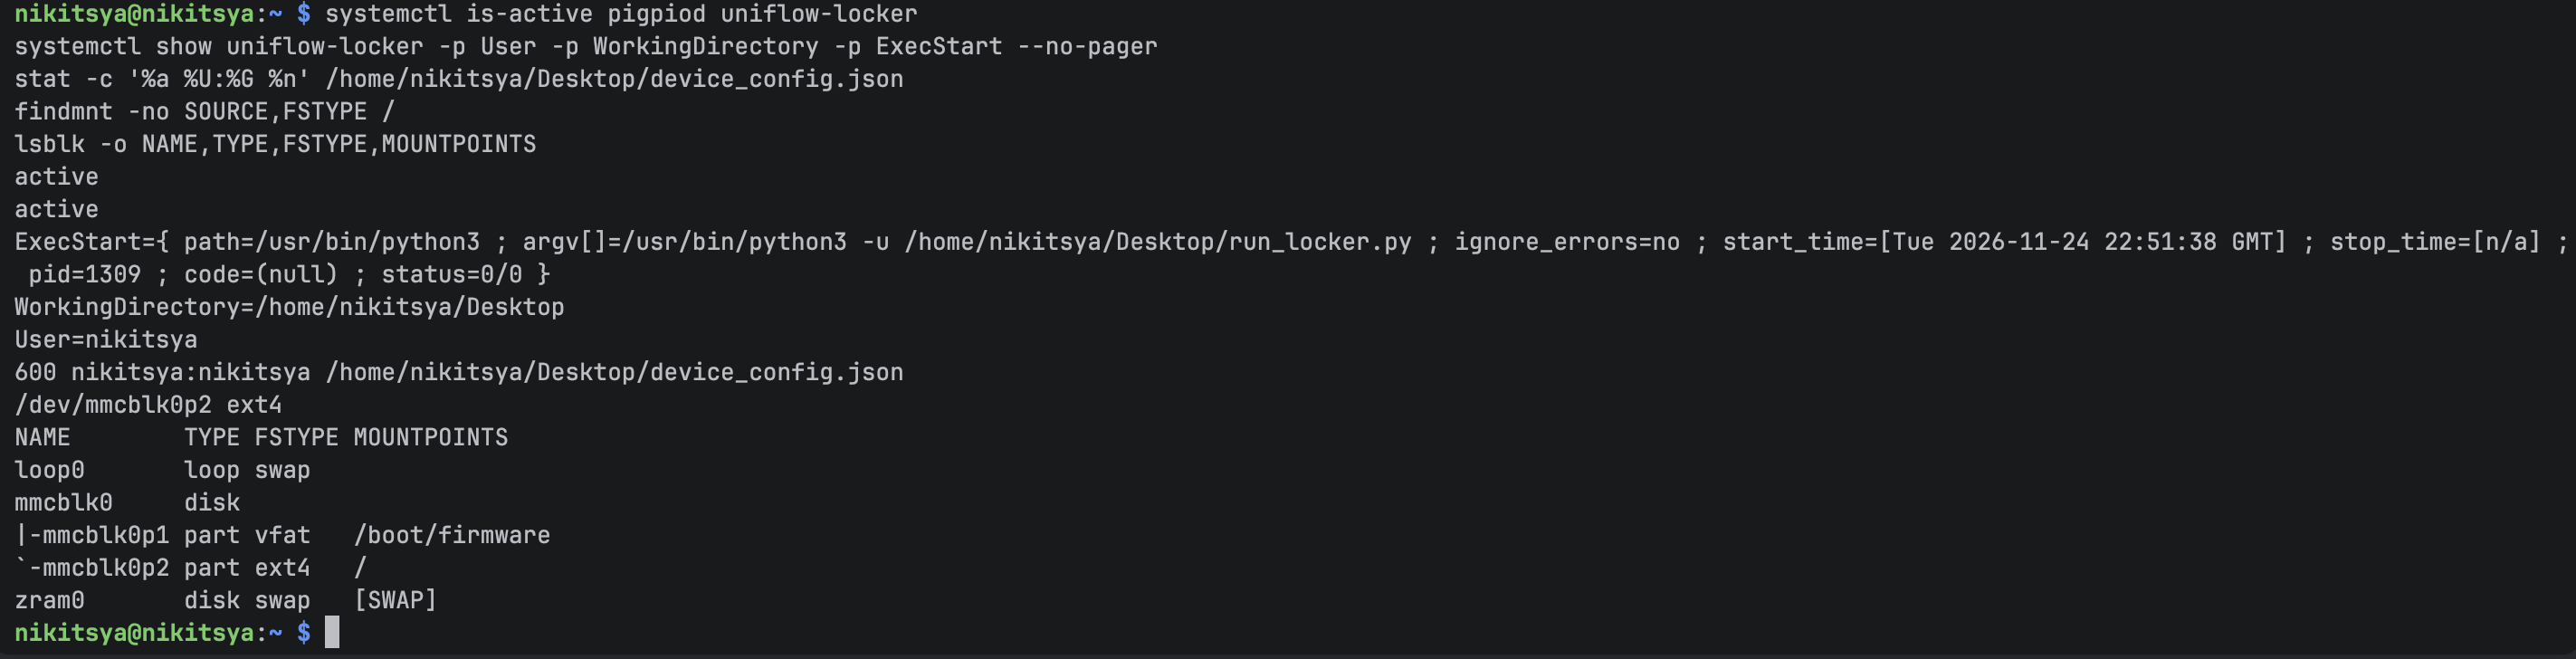 nikitsya@nikitsya:~ $ systemctl is-active pigpiod uniflow-locker
systemctl show uniflow-locker -p User -p WorkingDirectory -p ExecStart --no-pager
stat -c '%a %U:%G %n' /home/nikitsya/Desktop/device_config.json
findmnt -no SOURCE,FSTYPE /
lsblk -o NAME,TYPE,FSTYPE,MOUNTPOINTS
active
active
ExecStart={ path=/usr/bin/python3 ; argv[]=/usr/bin/python3 -u /home/nikitsya/Desktop/run_locker.py ; ignore_errors=no ; start_time=[Tue 2026-11-24 22:51:38 GMT] ; stop_time=[n/a] ;
 pid=1309 ; code=(null) ; status=0/0 }
WorkingDirectory=/home/nikitsya/Desktop
User=nikitsya
600 nikitsya:nikitsya /home/nikitsya/Desktop/device_config.json
/dev/mmcblk0p2 ext4
NAME        TYPE FSTYPE MOUNTPOINTS
loop0       loop swap
mmcblk0     disk
|-mmcblk0p1 part vfat   /boot/firmware
`-mmcblk0p2 part ext4   /
zram0       disk swap   [SWAP]
nikitsya@nikitsya:~ $